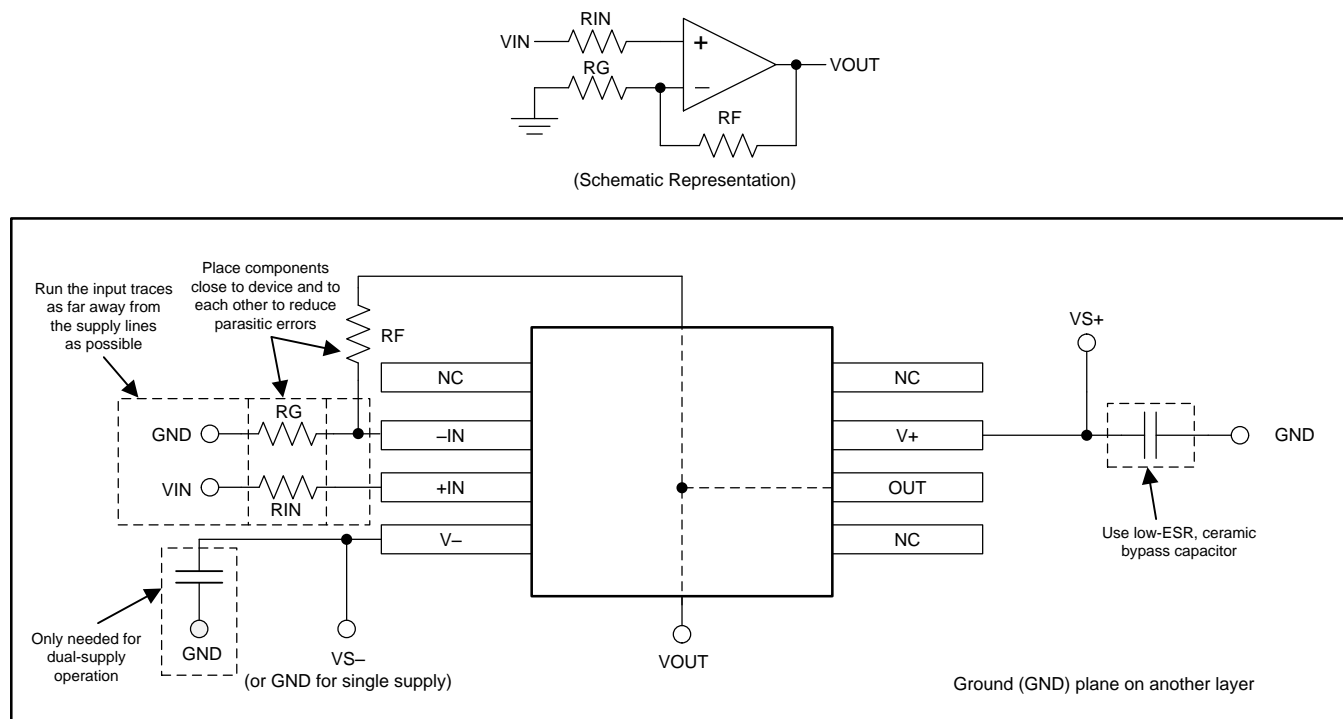 VIN
RIN
+
RG
−
VOUT
RF
(Schematic Representation)
Run the input traces
as far away from
the supply lines
as possible
Place components
close to device and to
each other to reduce
parasitic errors
RF
VS+
NC
NC
RG
GND
–IN
V+
GND
VIN
+IN
OUT
RIN
V–
NC
Use low-ESR, ceramic
bypass capacitor
Only needed for
dual-supply
operation
GND
VS–
(or GND for single supply)
VOUT
Ground (GND) plane on another layer